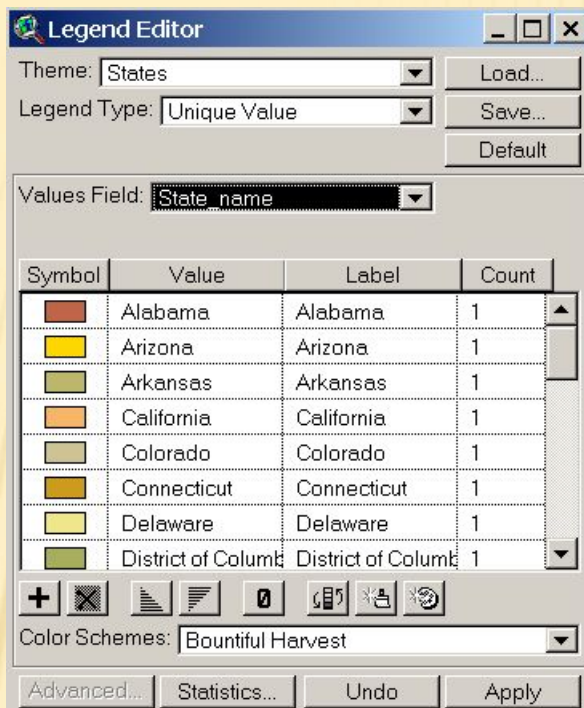 Legend Editor
Theme: States Load...
Legend Type: Unique Value Save...
Default
Values Field: State_name
Symbol Value Label Count
Alabama Alabama 1
Arizona Arizona 1
Arkansas Arkansas 1
California California 1
Colorado Colorado 1
Connecticut Connecticut 1
Delaware Delaware 1
District of Columb District of Columb 1
0
Color Schemes: Bountiful Harvest
Advanced... Statistics... Undo Apply